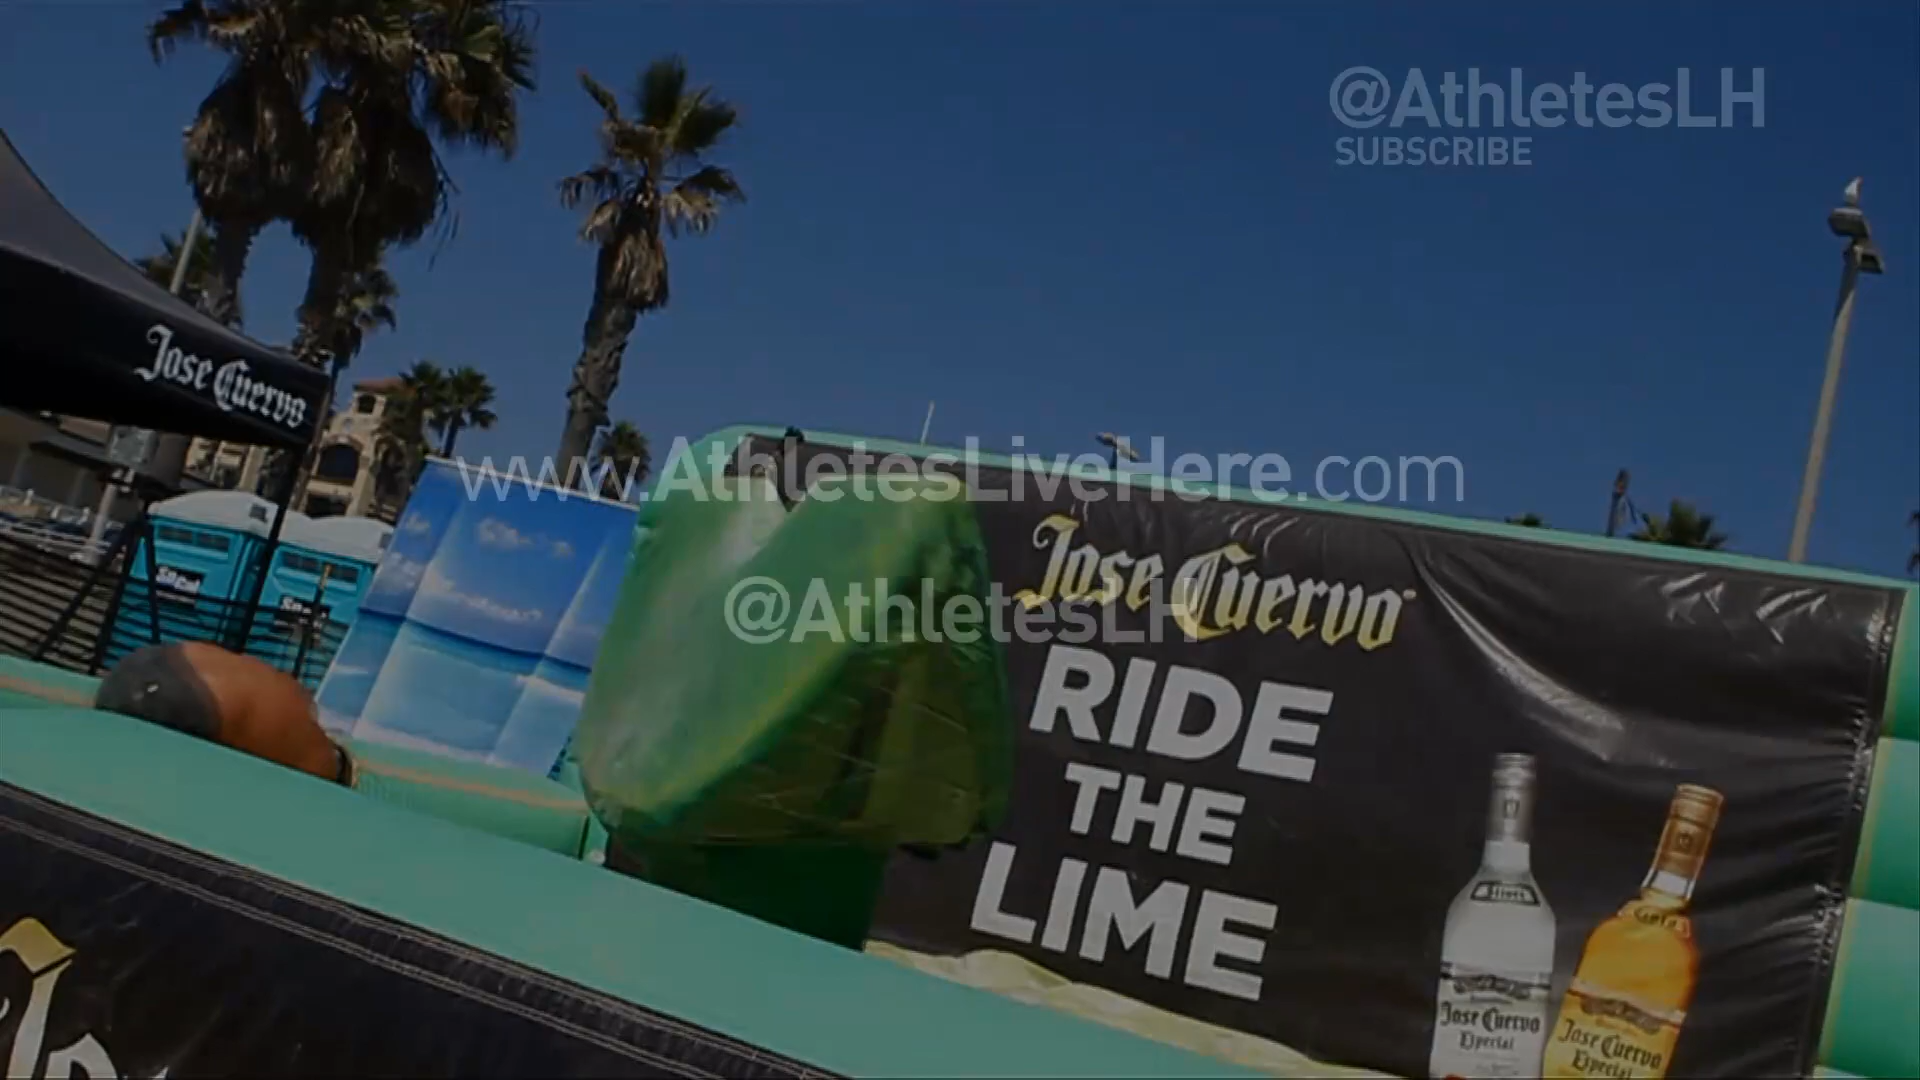 @AthletesLH
SUBSCRIBE
Jose Cuervo
www.AthletesLiveHere.com
Jose Cuervo
@AthletesLH
RIDE
THE
LIME
Jose Cuervo
Especial
Jose Cuervo
Especial